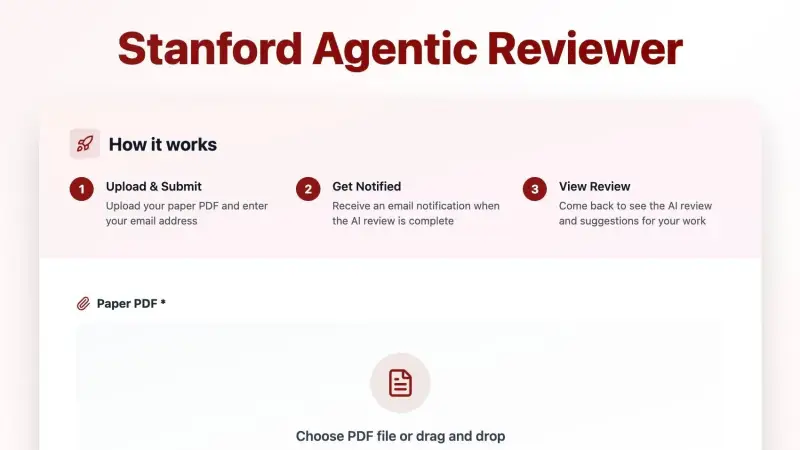 Stanford Agentic Reviewer
How it works
1
Upload & Submit
Upload your paper PDF and enter
your email address
2
Get Notified
Receive an email notification when
the AI review is complete
3
View Review
Come back to see the AI review
and suggestions for your work
Paper PDF *
Choose PDF file or drag and drop